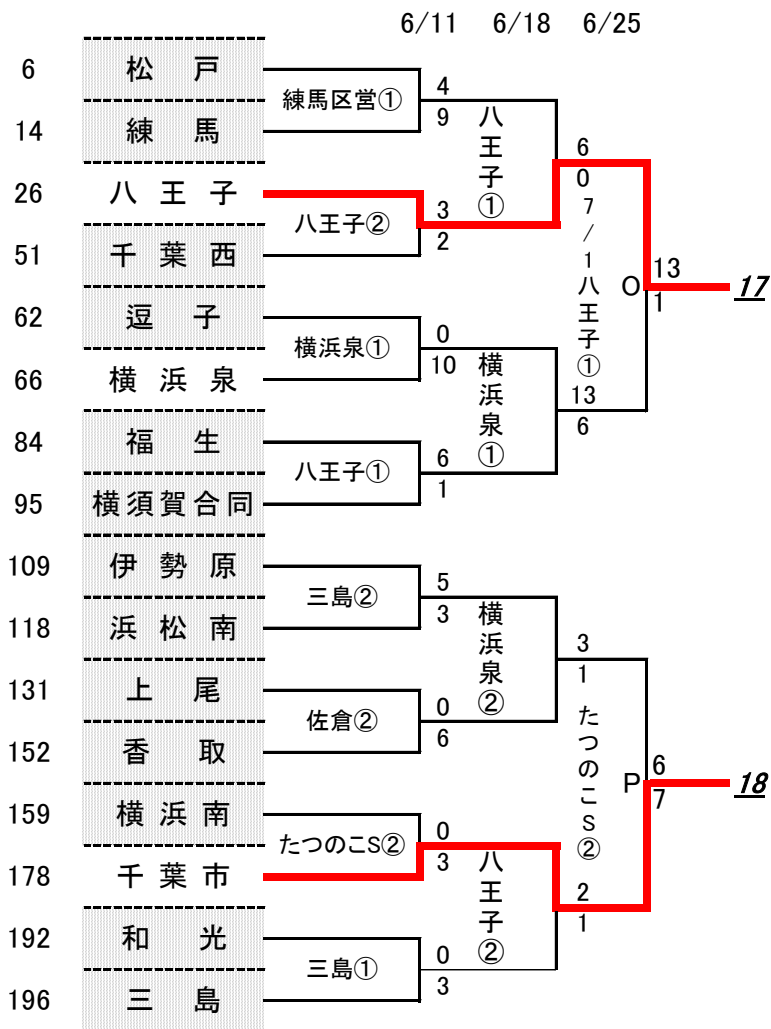 6/11 6/18 6/25
6 松戸
練馬区営① 4
14 練馬 9
八王子①
6
0
26 八王子
八王子② 3
51 千葉西 2
7/1八王子①
O 13
1
17
62 逗子
横浜泉① 0
66 横浜泉 10
横浜泉①
13
6
84 福生
八王子① 6
95 横須賀合同 1
109 伊勢原
三島② 5
118 浜松南 3
横浜泉②
3
1
131 上尾
佐倉② 0
152 香取 6
たつのこS②
P 6
7
18
159 横浜南
たつのこS② 0
178 千葉市 3
八王子②
2
1
192 和光
三島① 0
196 三島 3